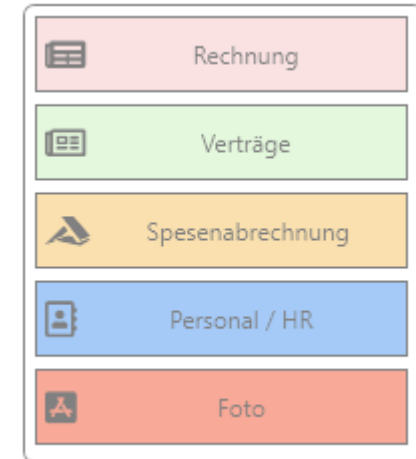 Rechnung
Verträge
Spesenabrechnung
Personal / HR
Foto